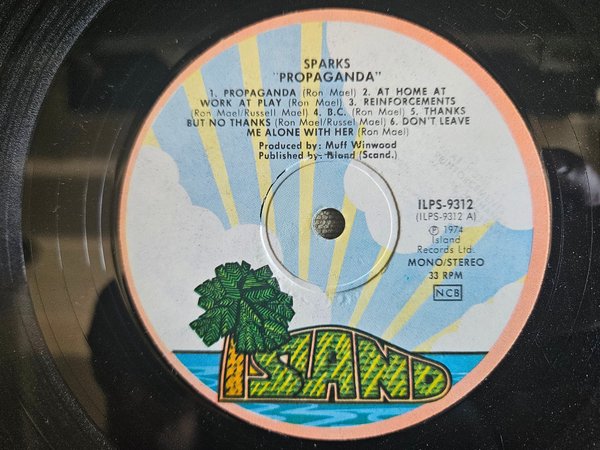 SPARKS
"PROPAGANDA"
1. PROPAGANDA (Ron Mael) 2. AT HOME AT
WORK AT PLAY (Ron Mael) 3. REINFORCEMENTS
(Ron Mael/Russell Mael) 4. B.C. (Ron Mael) 5. THANKS
BUT NO THANKS (Ron Mael/Russel Mael) 6. DON'T LEAVE
ME ALONE WITH HER (Ron Mael)
Produced by: Muff Winwood
Published by: Island (Scand.)
ILPS-9312
(ILPS-9312 A)
Ⓟ 1974
Island
Records Ltd.
MONO/STEREO
33 RPM
NCB
ISLAND